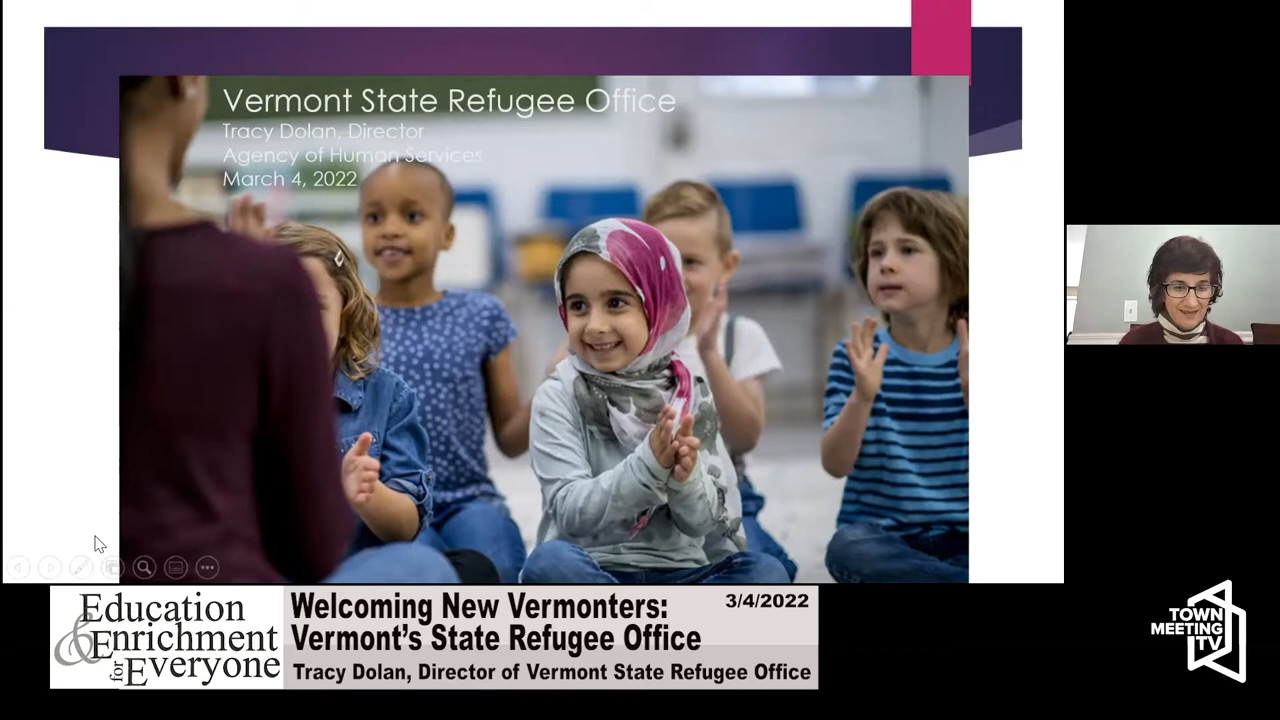 Vermont State Refugee Office
Tracy Dolan, Director
Agency of Human Services
March 4, 2022
Education
& Enrichment
for Everyone
Welcoming New Vermonters:
3/4/2022
Vermont's State Refugee Office
Tracy Dolan, Director of Vermont State Refugee Office
TOWN
MEETING
TV